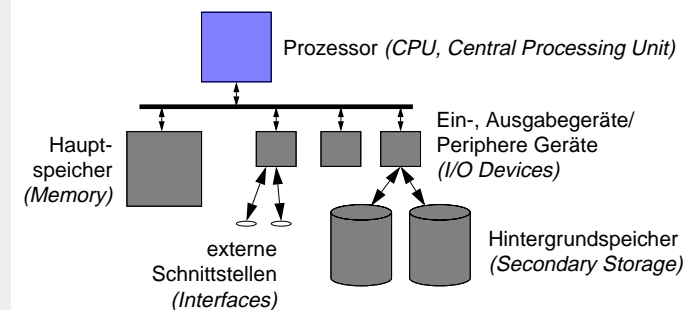 Prozessor (CPU, Central Processing Unit)
Haupt-
speicher
(Memory)
Ein-, Ausgabegeräte/
Periphere Geräte
(I/O Devices)
externe
Schnittstellen
(Interfaces)
Hintergrundspeicher
(Secondary Storage)